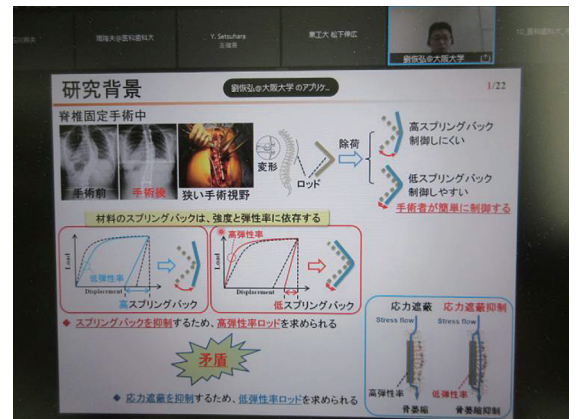 Y. Setsuhara
東工大 松下伸広
劉恢弘@大阪大学
研究背景
劉恢弘@大阪大学 のアプリケ...
1/22
脊椎固定手術中
手術前
手術後
狭い手術視野
変形
ロッド
除荷
高スプリングバック
制御しにくい
低スプリングバック
制御しやすい
手術者が簡単に制御する
材料のスプリングバックは、強度と弾性率に依存する
Load
低弾性率
Displacement
高スプリングバック
高弾性率
Load
Displacement
低スプリングバック
スプリングバックを抑制するため、高弾性率ロッドを求められる
矛盾
応力遮蔽を抑制するため、低弾性率ロッドを求められる
応力遮蔽
応力遮蔽抑制
Stress flow
Stress flow
高弾性率
低弾性率
骨萎縮
骨萎縮抑制